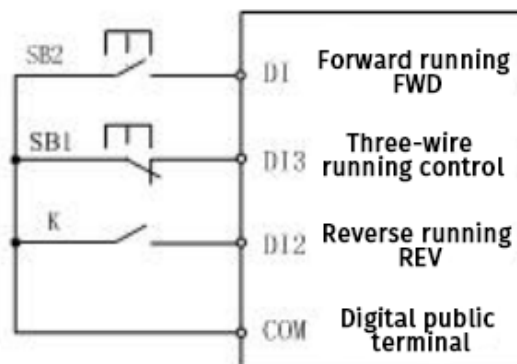 SB2
DI
Forward running
FWD
SB1
DI3
Three-wire
running control
K
DI2
Reverse running
REV
COM
Digital public
terminal